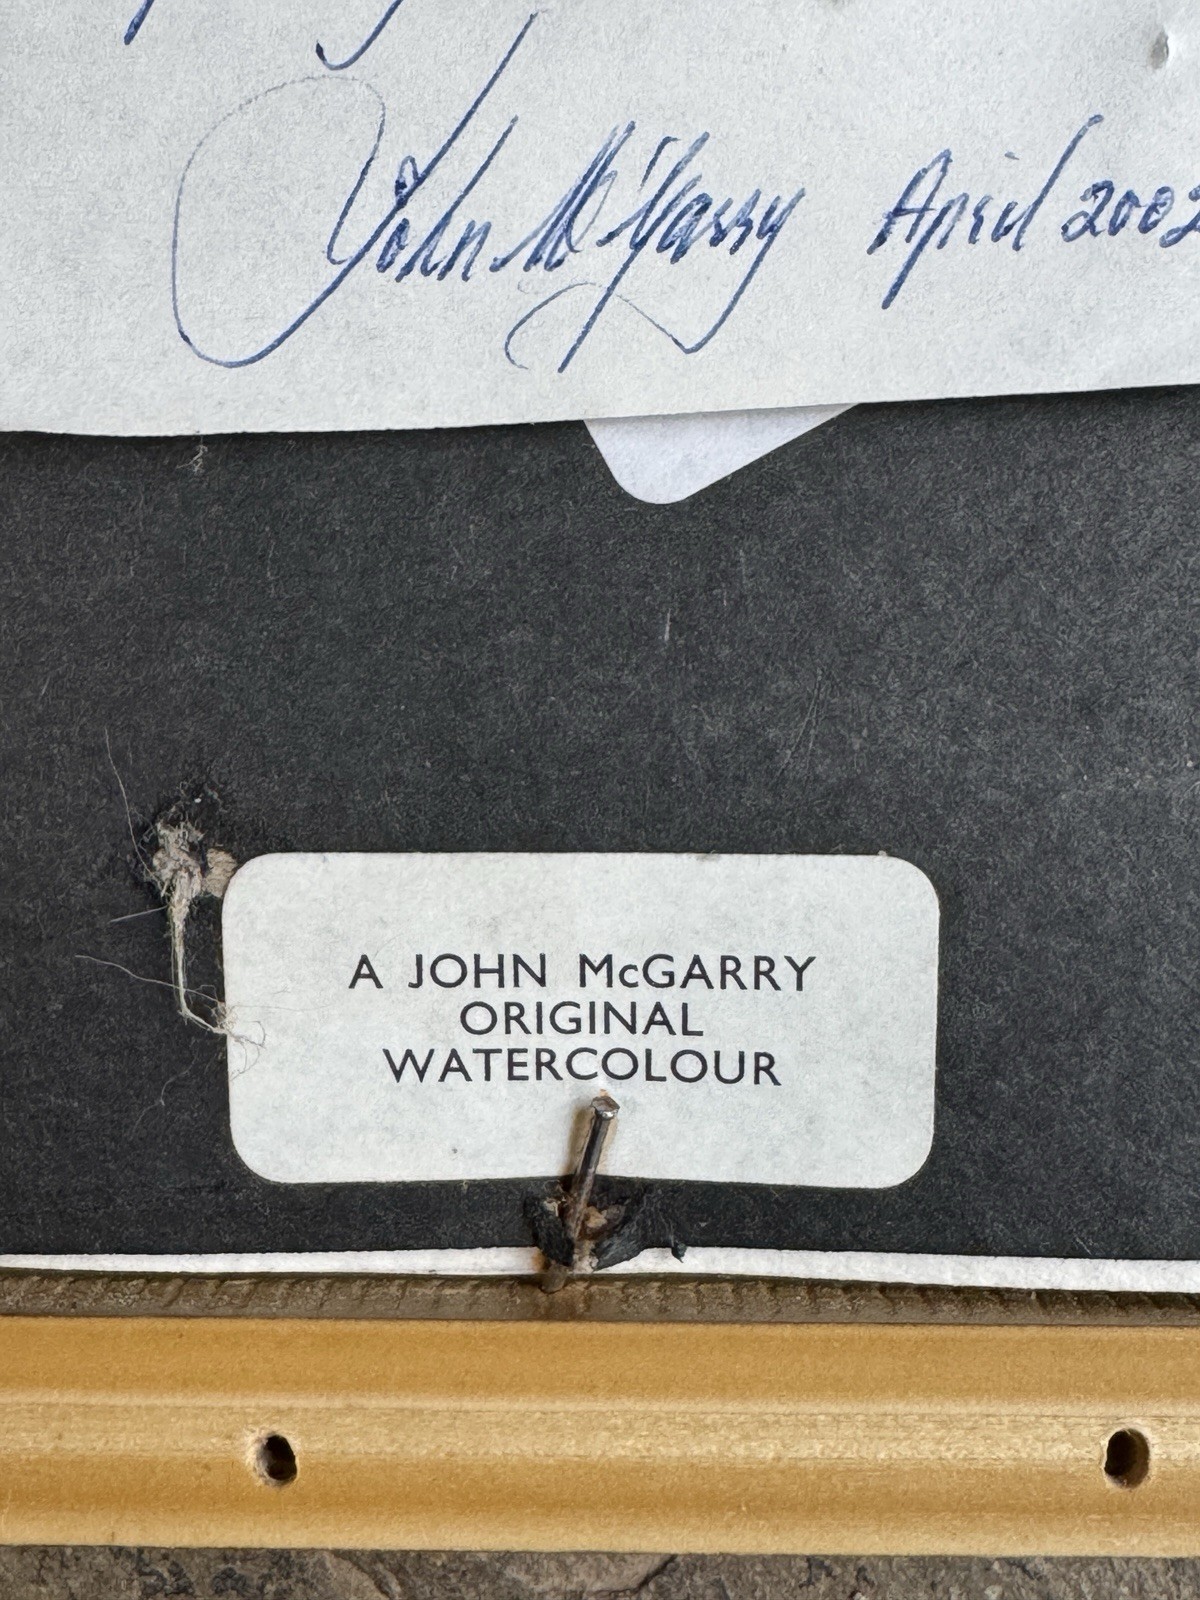 John McGarry April 2002
A JOHN McGARRY
ORIGINAL
WATERCOLOUR